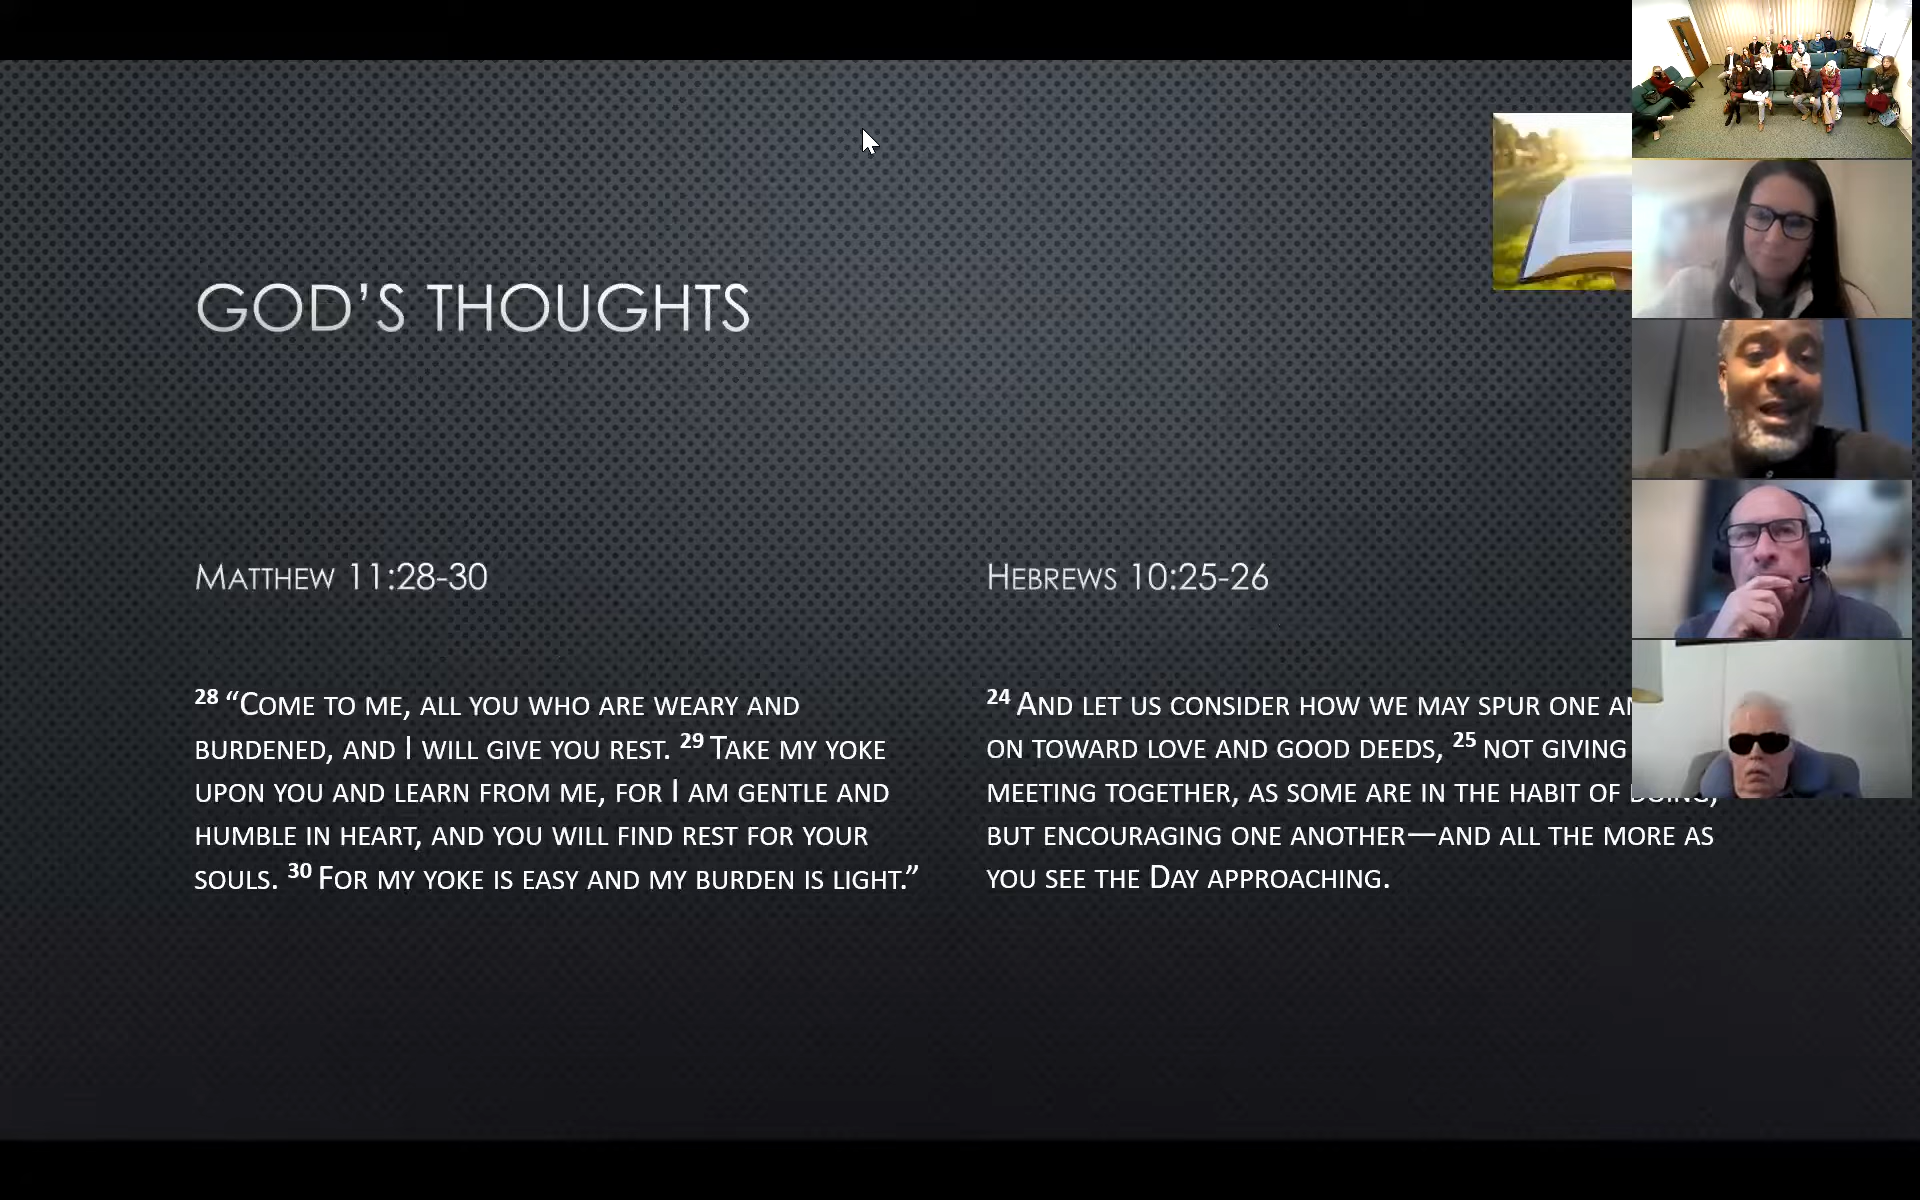 GOD'S THOUGHTS
MATTHEW 11:28-30
28 "COME TO ME, ALL YOU WHO ARE WEARY AND
BURDENED, AND I WILL GIVE YOU REST. 29 TAKE MY YOKE
UPON YOU AND LEARN FROM ME, FOR I AM GENTLE AND
HUMBLE IN HEART, AND YOU WILL FIND REST FOR YOUR
SOULS. 30 FOR MY YOKE IS EASY AND MY BURDEN IS LIGHT."
HEBREWS 10:25-26
24 AND LET US CONSIDER HOW WE MAY SPUR ONE
ON TOWARD LOVE AND GOOD DEEDS, 25 NOT GIVING
MEETING TOGETHER, AS SOME ARE IN THE HABIT OF DOING,
BUT ENCOURAGING ONE ANOTHER—AND ALL THE MORE AS
YOU SEE THE DAY APPROACHING.